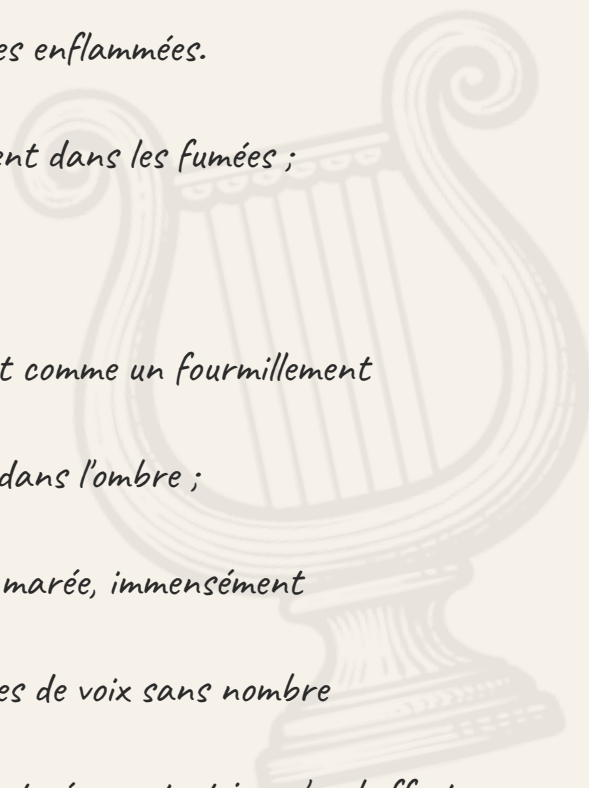 es enflammées.
ent dans les fumées ;
t comme un fourmillement
dans l'ombre ;
marée, immensément
es de voix sans nombre